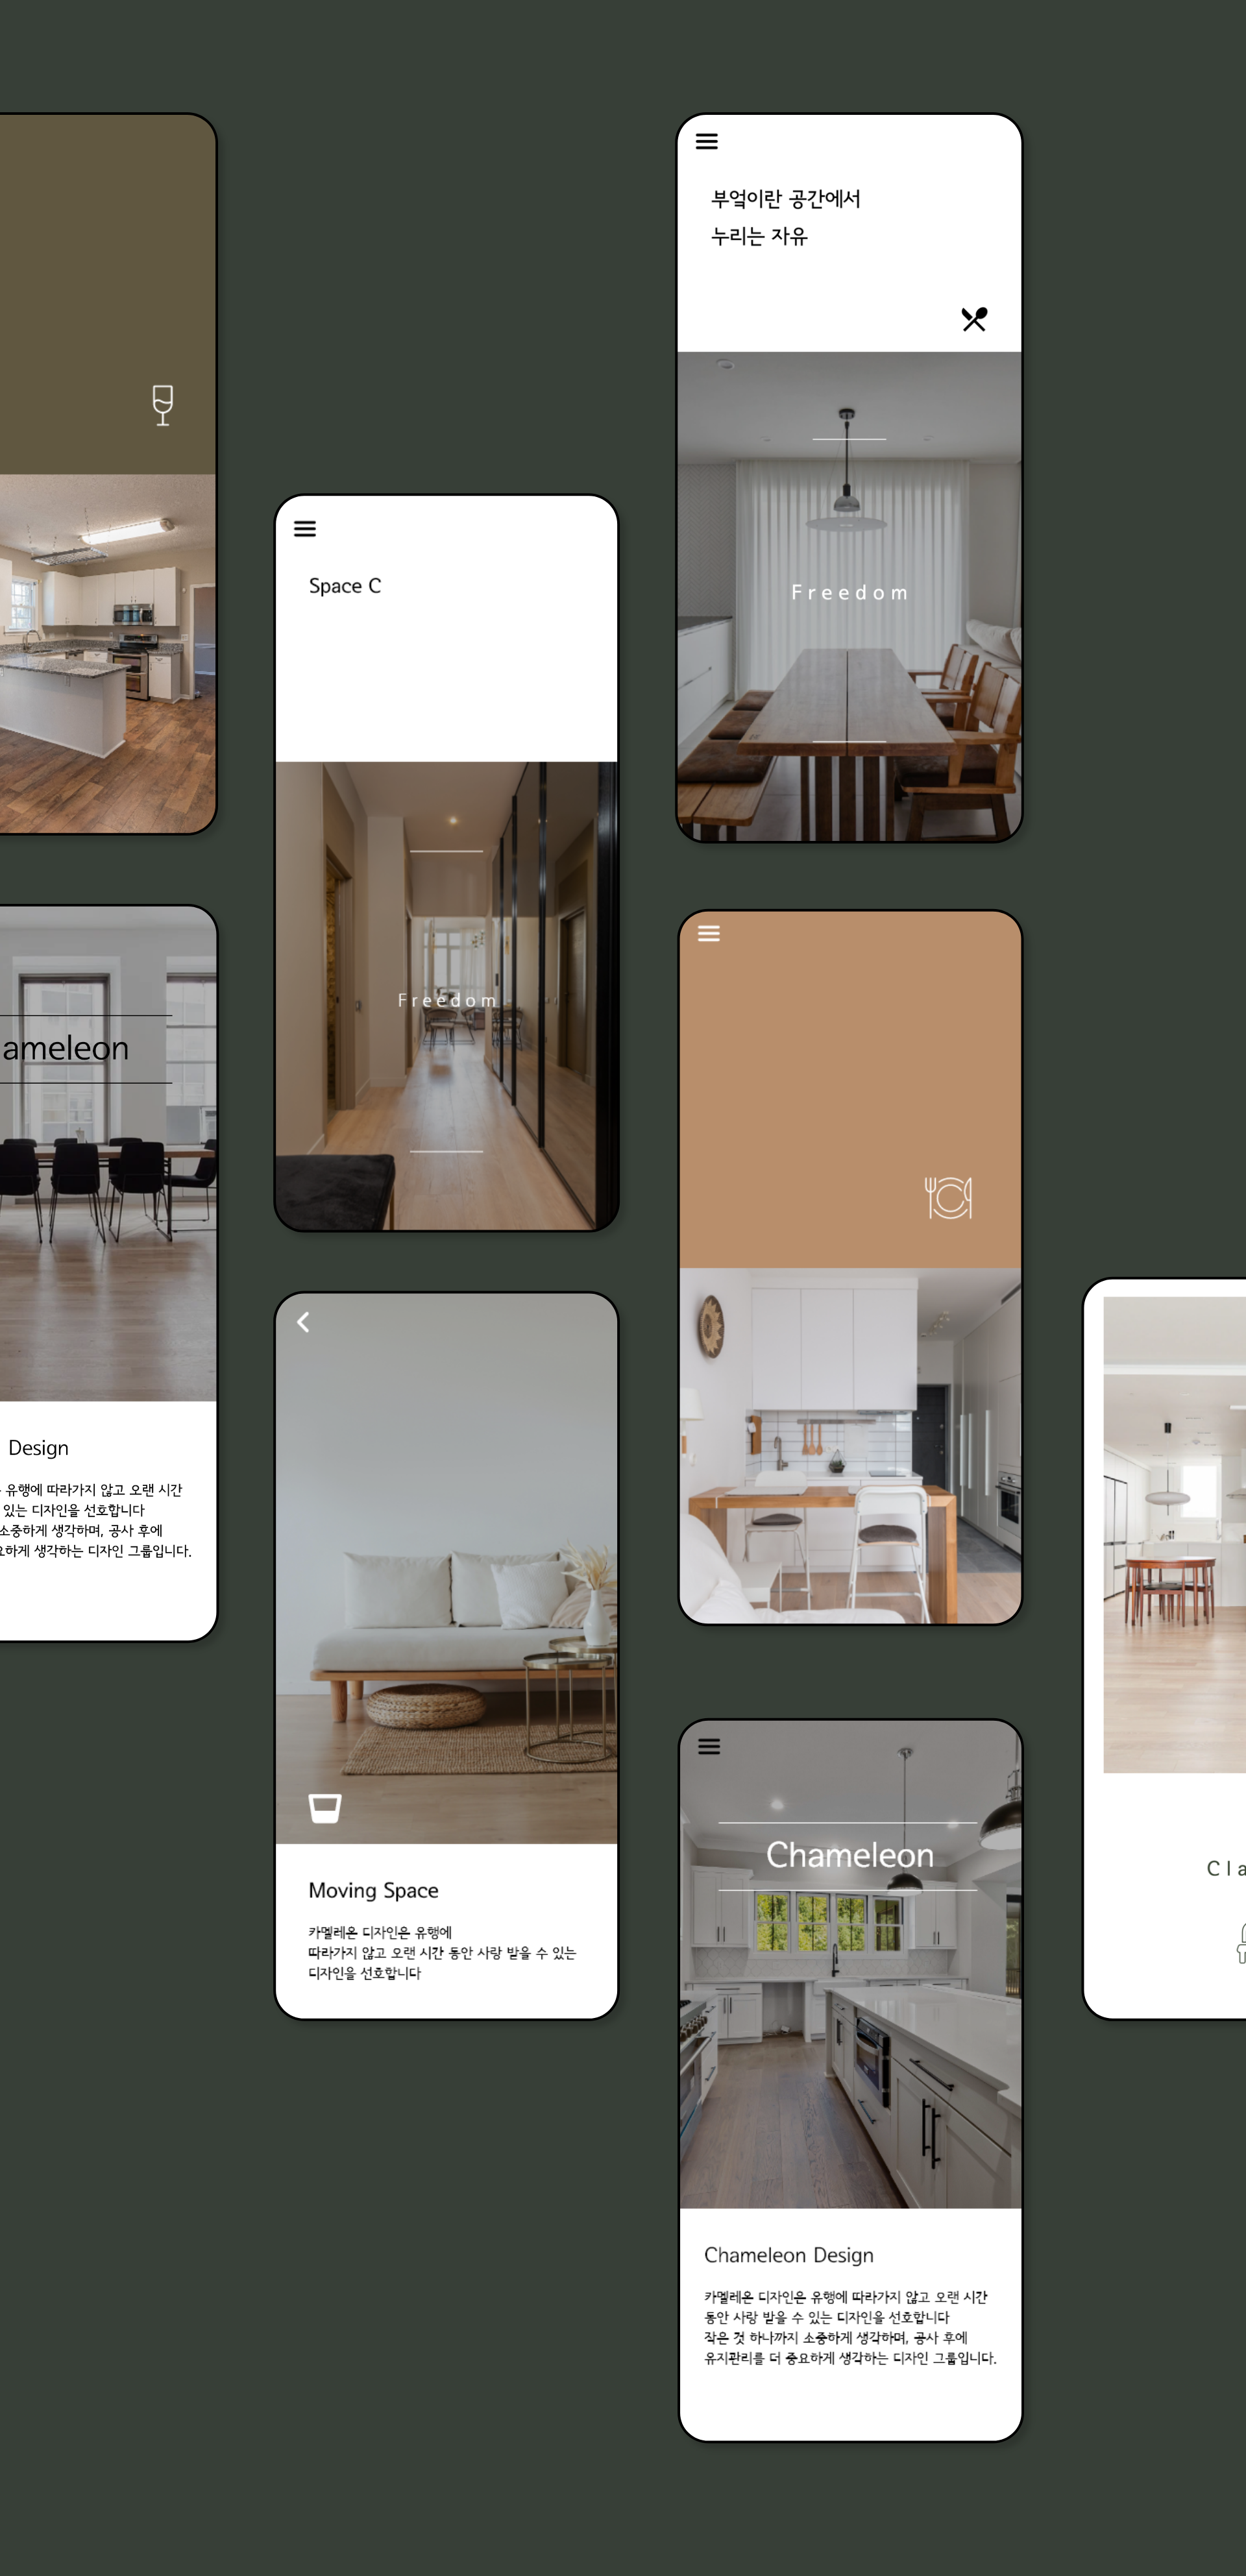 ameleon
Design
유행에 따라가지 않고 오랜 시간
있는 디자인을 선호합니다
소중하게 생각하며, 공사 후에
요하게 생각하는 디자인 그룹입니다.
Space C
Freedom
Moving Space
카멜레온 디자인은 유행에
따라가지 않고 오랜 시간 동안 사랑 받을 수 있는
디자인을 선호합니다
부엌이란 공간에서
누리는 자유
Freedom
Chameleon
Chameleon Design
카멜레온 디자인은 유행에 따라가지 않고 오랜 시간
동안 사랑 받을 수 있는 디자인을 선호합니다
작은 것 하나까지 소중하게 생각하며, 공사 후에
유지관리를 더 중요하게 생각하는 디자인 그룹입니다.
Cla